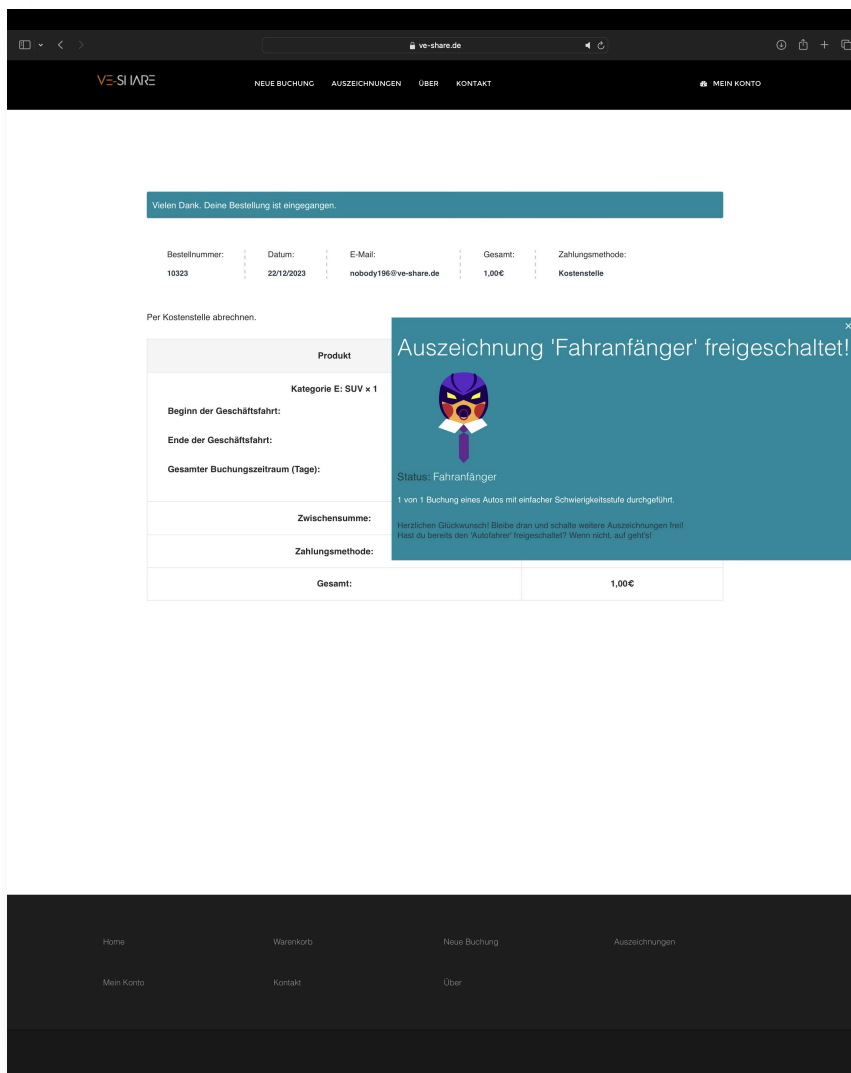 ve-share.de
VE-SHARE
NEUE BUCHUNG AUSZEICHNUNGEN ÜBER KONTAKT
MEIN KONTO
Vielen Dank. Deine Bestellung ist eingegangen.
Bestellnummer: Datum: E-Mail: Gesamt: Zahlungsmethode:
10323 22/12/2023 nobody196@ve-share.de 1,00€ Kostenstelle
Per Kostenstelle abrechnen.
Produkt
Kategorie E: SUV × 1
Beginn der Geschäftsfahrt:
Ende der Geschäftsfahrt:
Gesamter Buchungszeitraum (Tage):
Zwischensumme:
Zahlungsmethode:
Gesamt: 1,00€
×
Auszeichnung 'Fahranfänger' freigeschaltet!
Status: Fahranfänger
1 von 1 Buchung eines Autos mit einfacher Schwierigkeitsstufe durchgeführt.
Herzlichen Glückwunsch! Bleibe dran und schalte weitere Auszeichnungen frei!
Hast du bereits den 'Autofahrer' freigeschaltet? Wenn nicht, auf geht's!
Home Warenkorb Neue Buchung Auszeichnungen
Mein Konto Kontakt Über